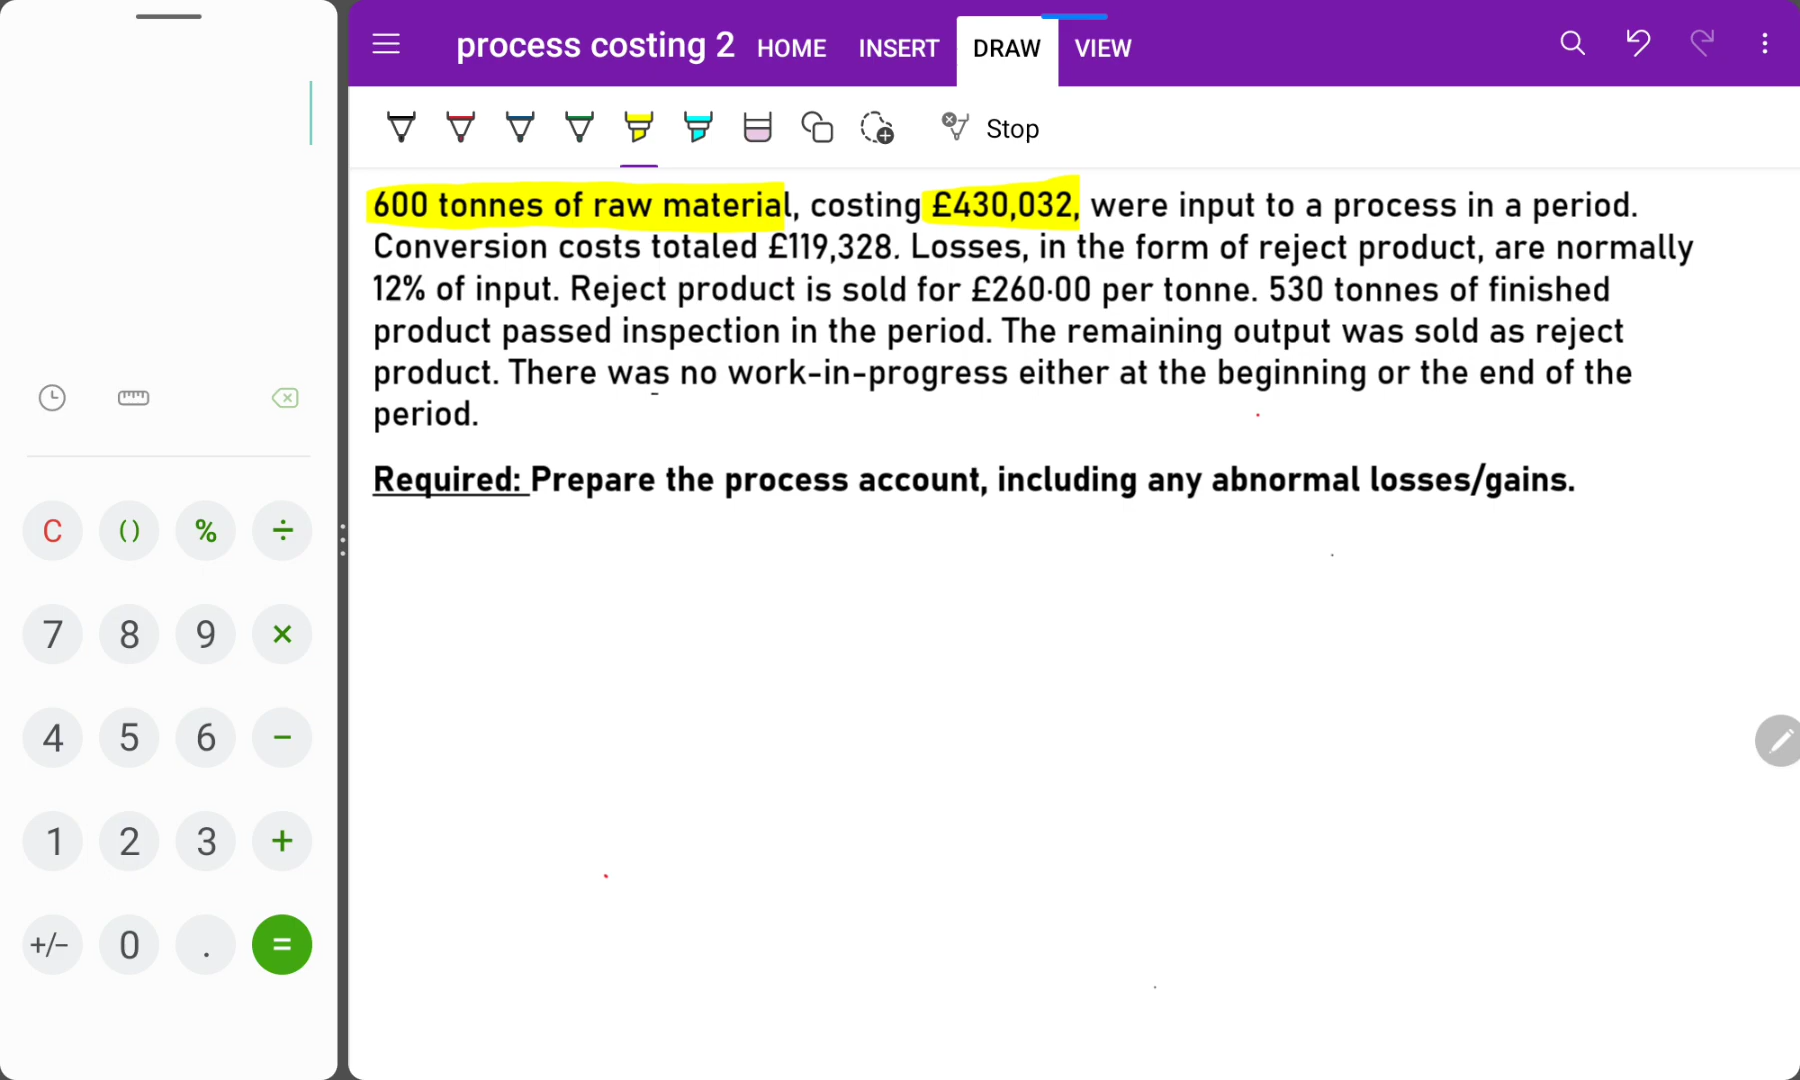 process costing 2 HOME INSERT DRAW VIEW
Stop
600 tonnes of raw material, costing £430,032, were input to a process in a period.
Conversion costs totaled £119,328. Losses, in the form of reject product, are normally
12% of input. Reject product is sold for £260·00 per tonne. 530 tonnes of finished
product passed inspection in the period. The remaining output was sold as reject
product. There was no work-in-progress either at the beginning or the end of the
period.
Required: Prepare the process account, including any abnormal losses/gains.
C () % ÷
7 8 9 ×
4 5 6 −
1 2 3 +
+/− 0 . =